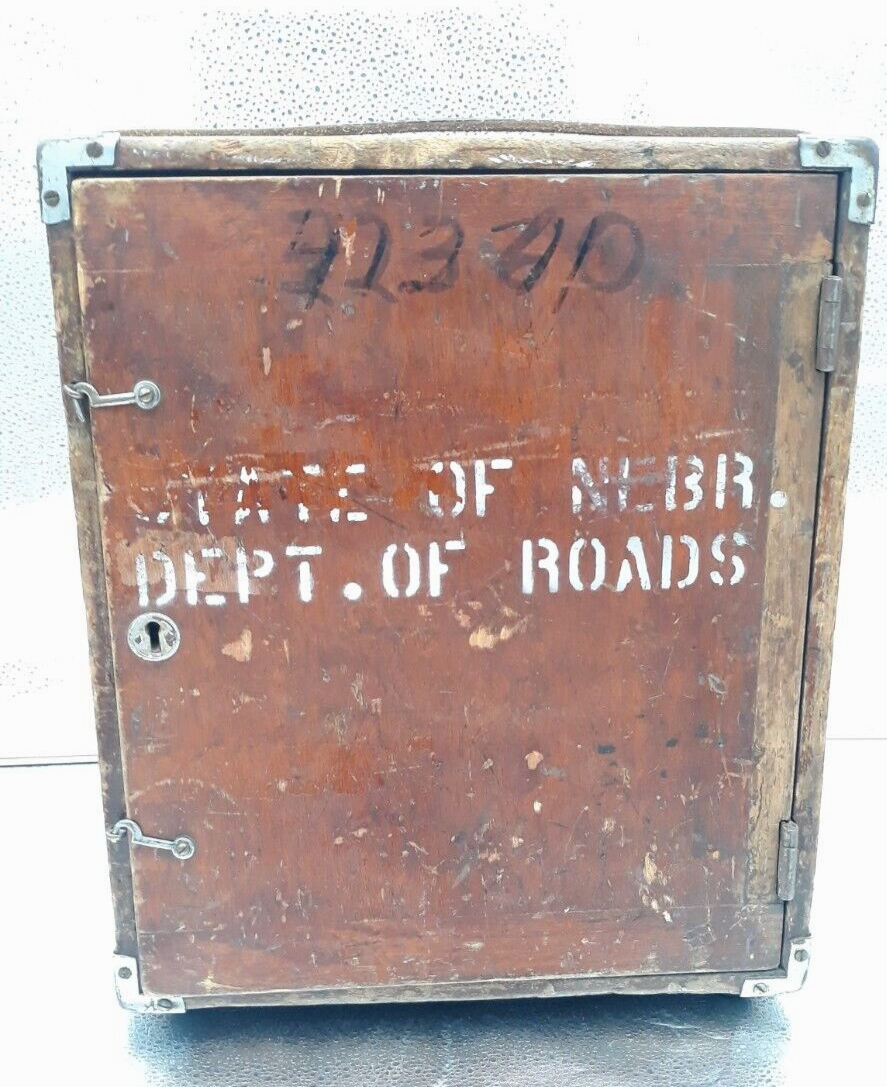 STATE OF NEBR.
DEPT. OF ROADS